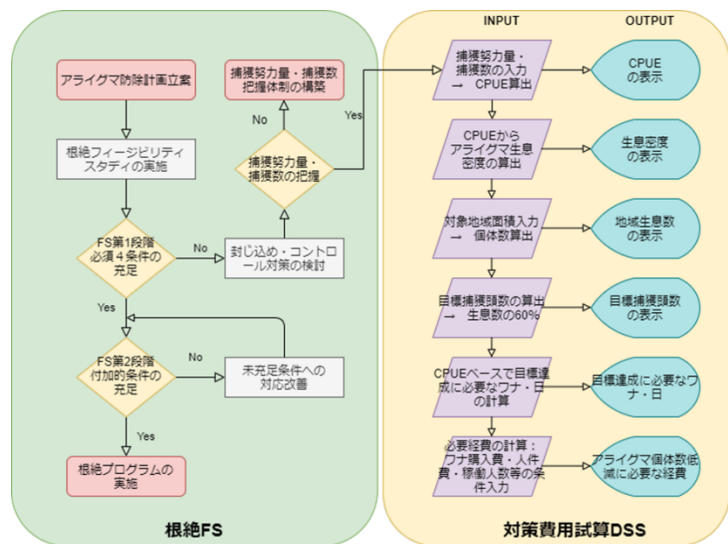 アライグマ防除計画立案
根絶フィージビリティ
スタディの実施
FS第1段階
必須４条件の
充足
No
封じ込め・コント
ロール対策の検討
Yes
FS第2段階
付加的条件の
充足
No
未充足条件への
対応改善
Yes
根絶プログラムの
実施
捕獲努力量・捕獲数
把握体制の構築
No
Yes
捕獲努力量・
捕獲数の把握
根絶FS
INPUT
OUTPUT
捕獲努力量・
捕獲数の入力
→ CPUE算出
CPUE
の表示
CPUEから
アライグマ生息
密度の算出
生息密度
の表示
対象地域面積入力
→ 個体数算出
地域生息数
の表示
目標捕獲頭数の算出
→ 生息数の60%
目標捕獲頭数
の表示
CPUEベースで目標達
成に必要なワナ・日
の計算
目標達成に必要なワ
ナ・日
必要経費の計算：
ワナ購入費・人件
費・稼働人数等の条
件入力
アライグマ個体数低
減に必要な経費
対策費用試算DSS